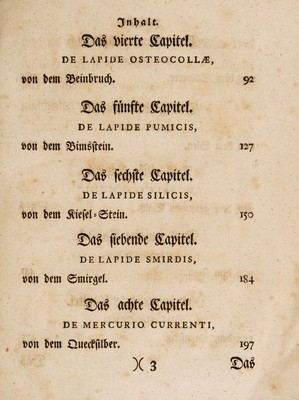 Inhalt.
Das vierte Capitel.
DE LAPIDE OSTEOCOLLÆ,
von dem Beinbruch. 92
Das fünfte Capitel.
DE LAPIDE PUMICIS,
von dem Bimsstein. 127
Das sechste Capitel.
DE LAPIDE SILICIS,
von dem Kiesel-Stein. 150
Das siebende Capitel.
DE LAPIDE SMIRDIS,
von dem Smirgel. 184
Das achte Capitel.
DE MERCURIO CURRENTI,
von dem Quecksilber. 197
)( 3 Das